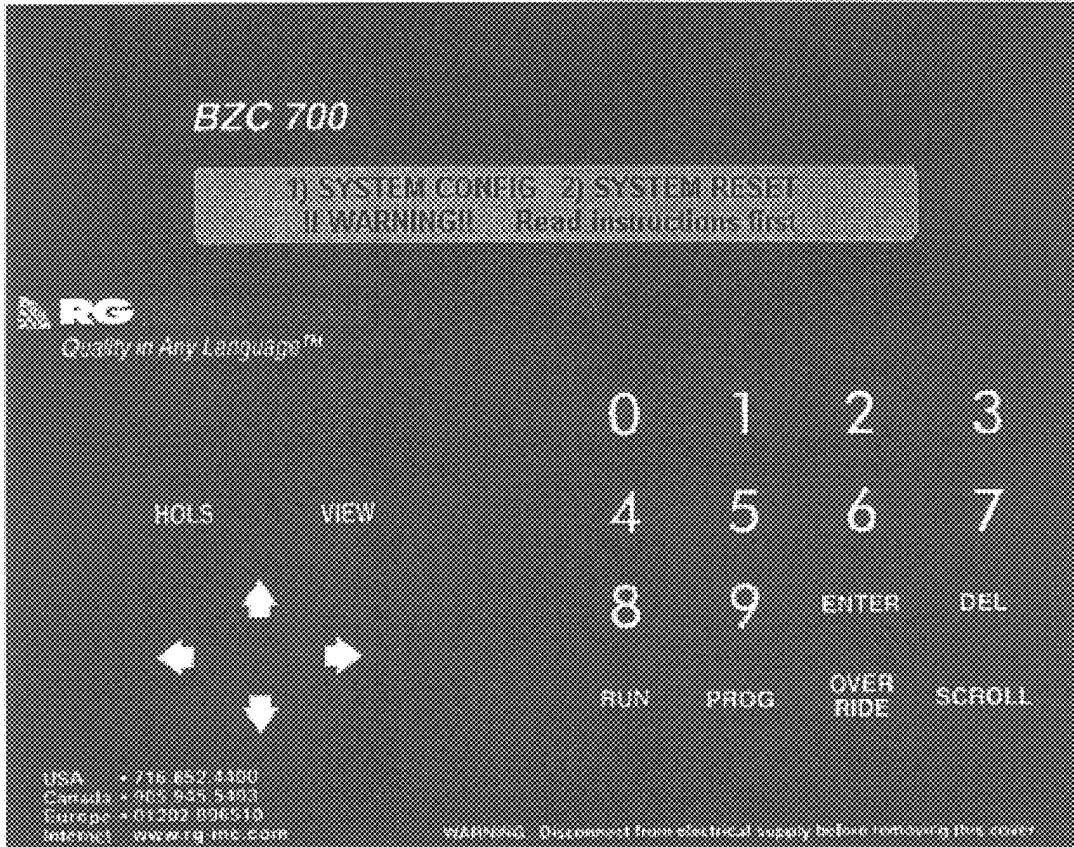 BZC 700
1) SYSTEM CONFIG 2) SYSTEM RESET
!! WARNING!! Read instructions first
RG
Quality in Any Language™
0 1 2 3
HOLS VIEW 4 5 6 7
8 9 ENTER DEL
RUN PROG OVER RIDE SCROLL
USA • 716 652 4400
Canada • 905 945 5403
Europe • 01202
Internet www.rg-inc.com
WARNING Disconnect from electrical supply before removing this cover